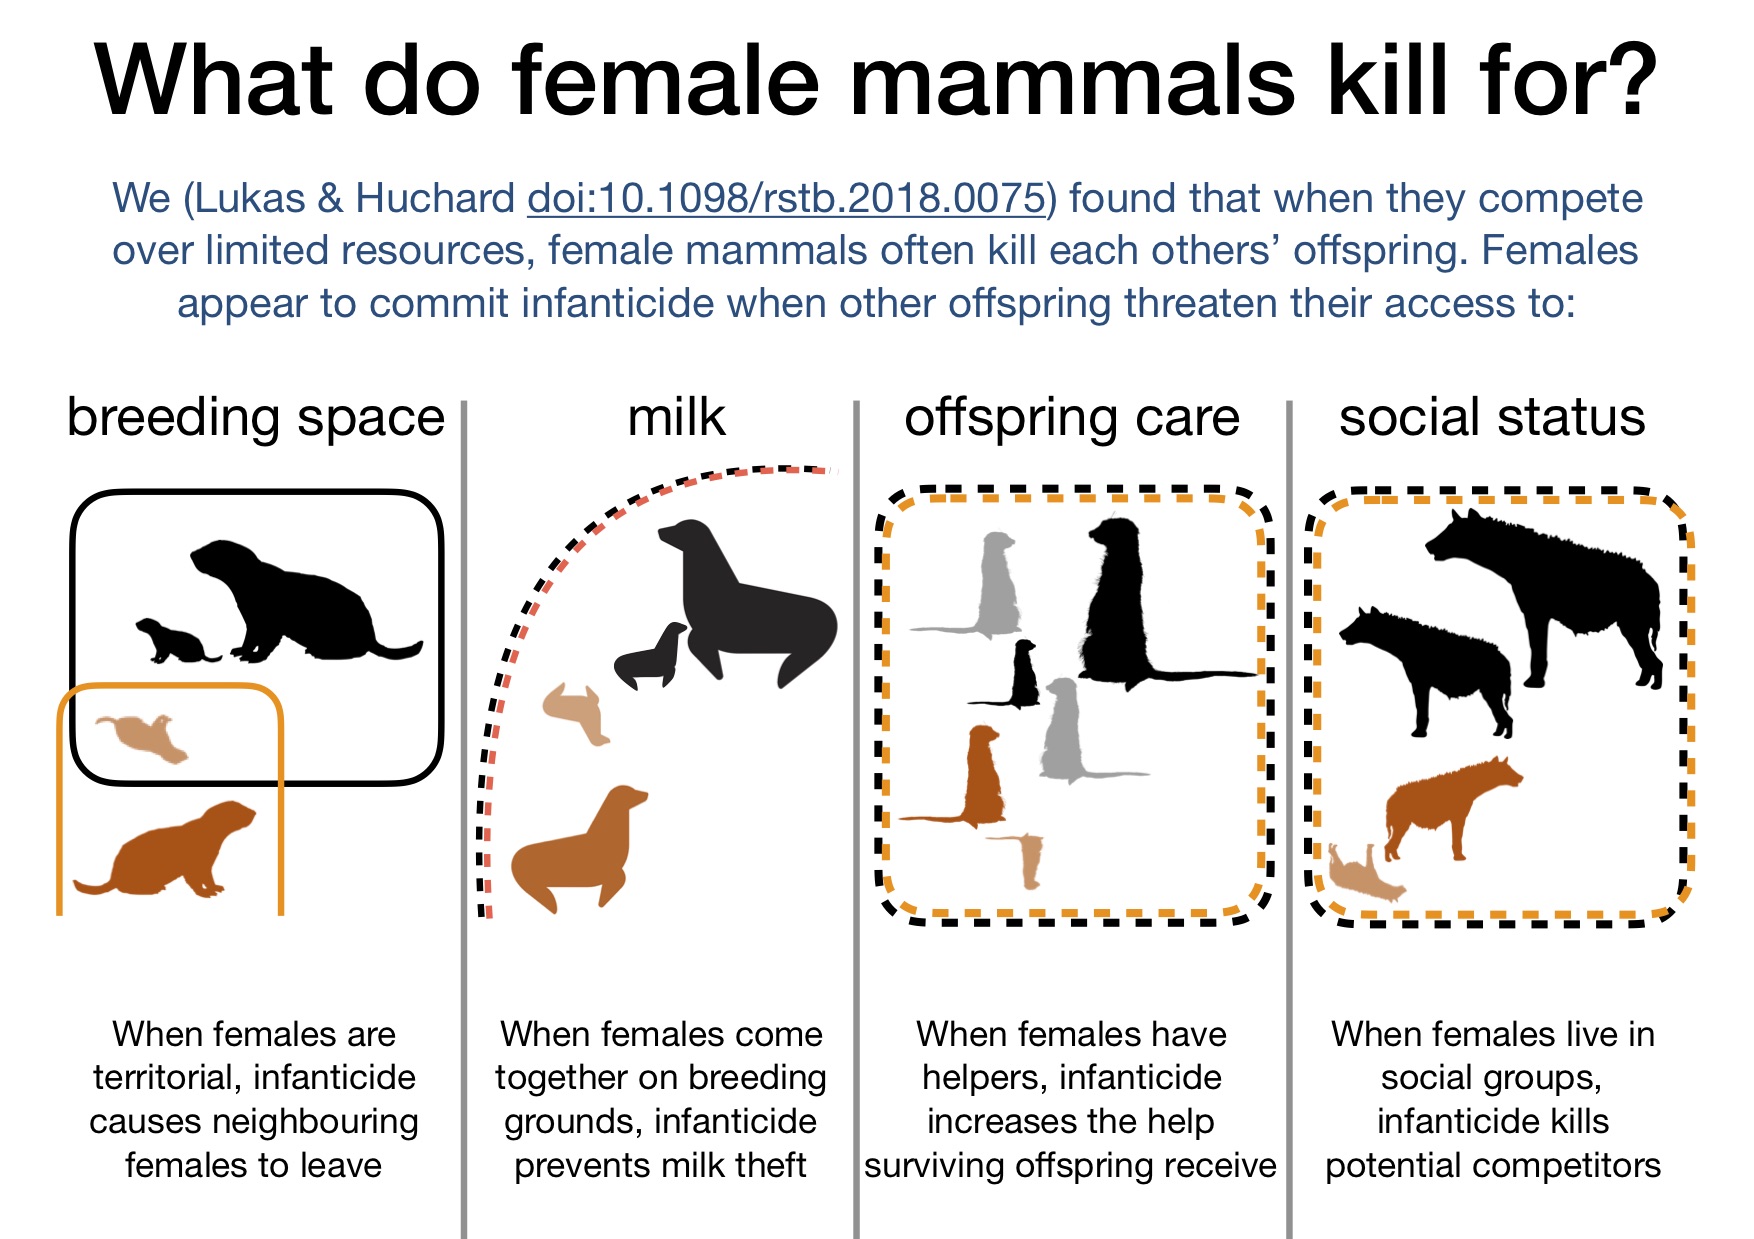 What do female mammals kill for?
We (Lukas & Huchard doi:10.1098/rstb.2018.0075) found that when they compete
over limited resources, female mammals often kill each others’ offspring. Females
appear to commit infanticide when other offspring threaten their access to:
breeding space
milk
offspring care
social status
When females are
territorial, infanticide
causes neighbouring
females to leave
When females come
together on breeding
grounds, infanticide
prevents milk theft
When females have
helpers, infanticide
increases the help
surviving offspring receive
When females live in
social groups,
infanticide kills
potential competitors